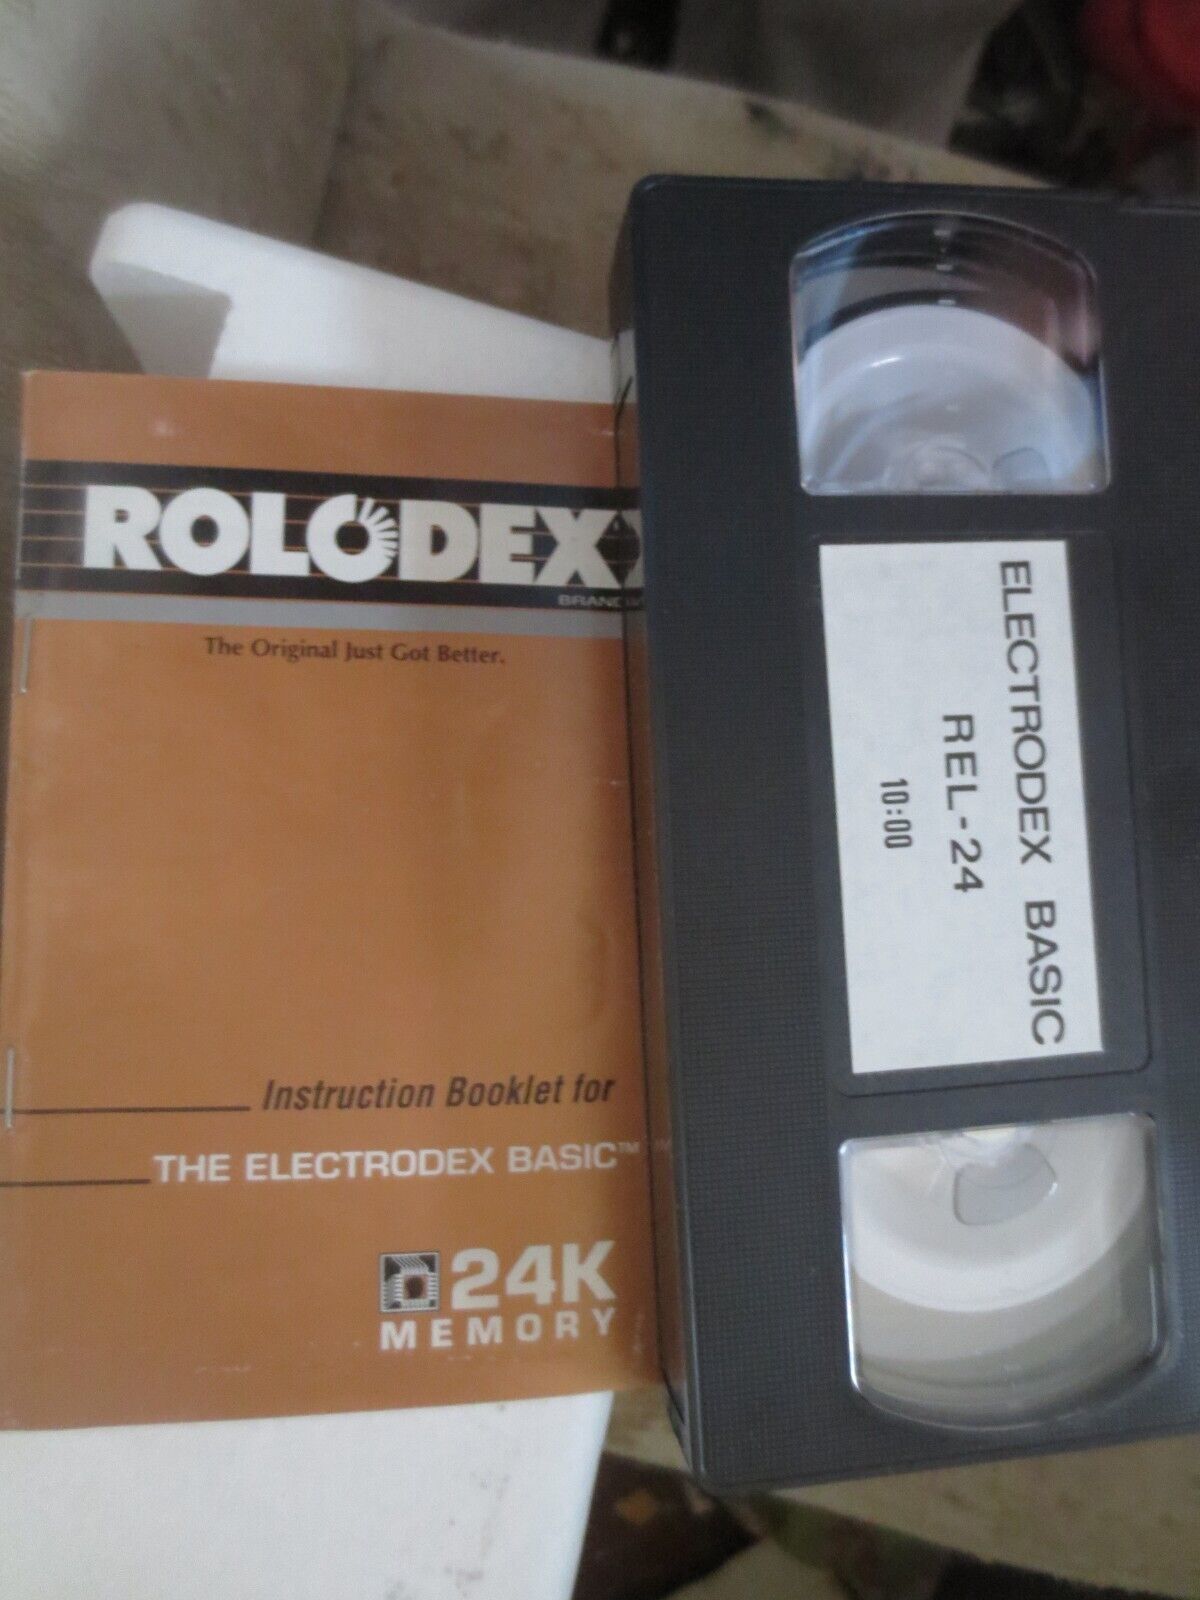 ROLODEX
BRAND
The Original Just Got Better.
Instruction Booklet for
THE ELECTRODEX BASIC™
24K
MEMORY
ELECTRODEX BASIC
REL-24
10:00